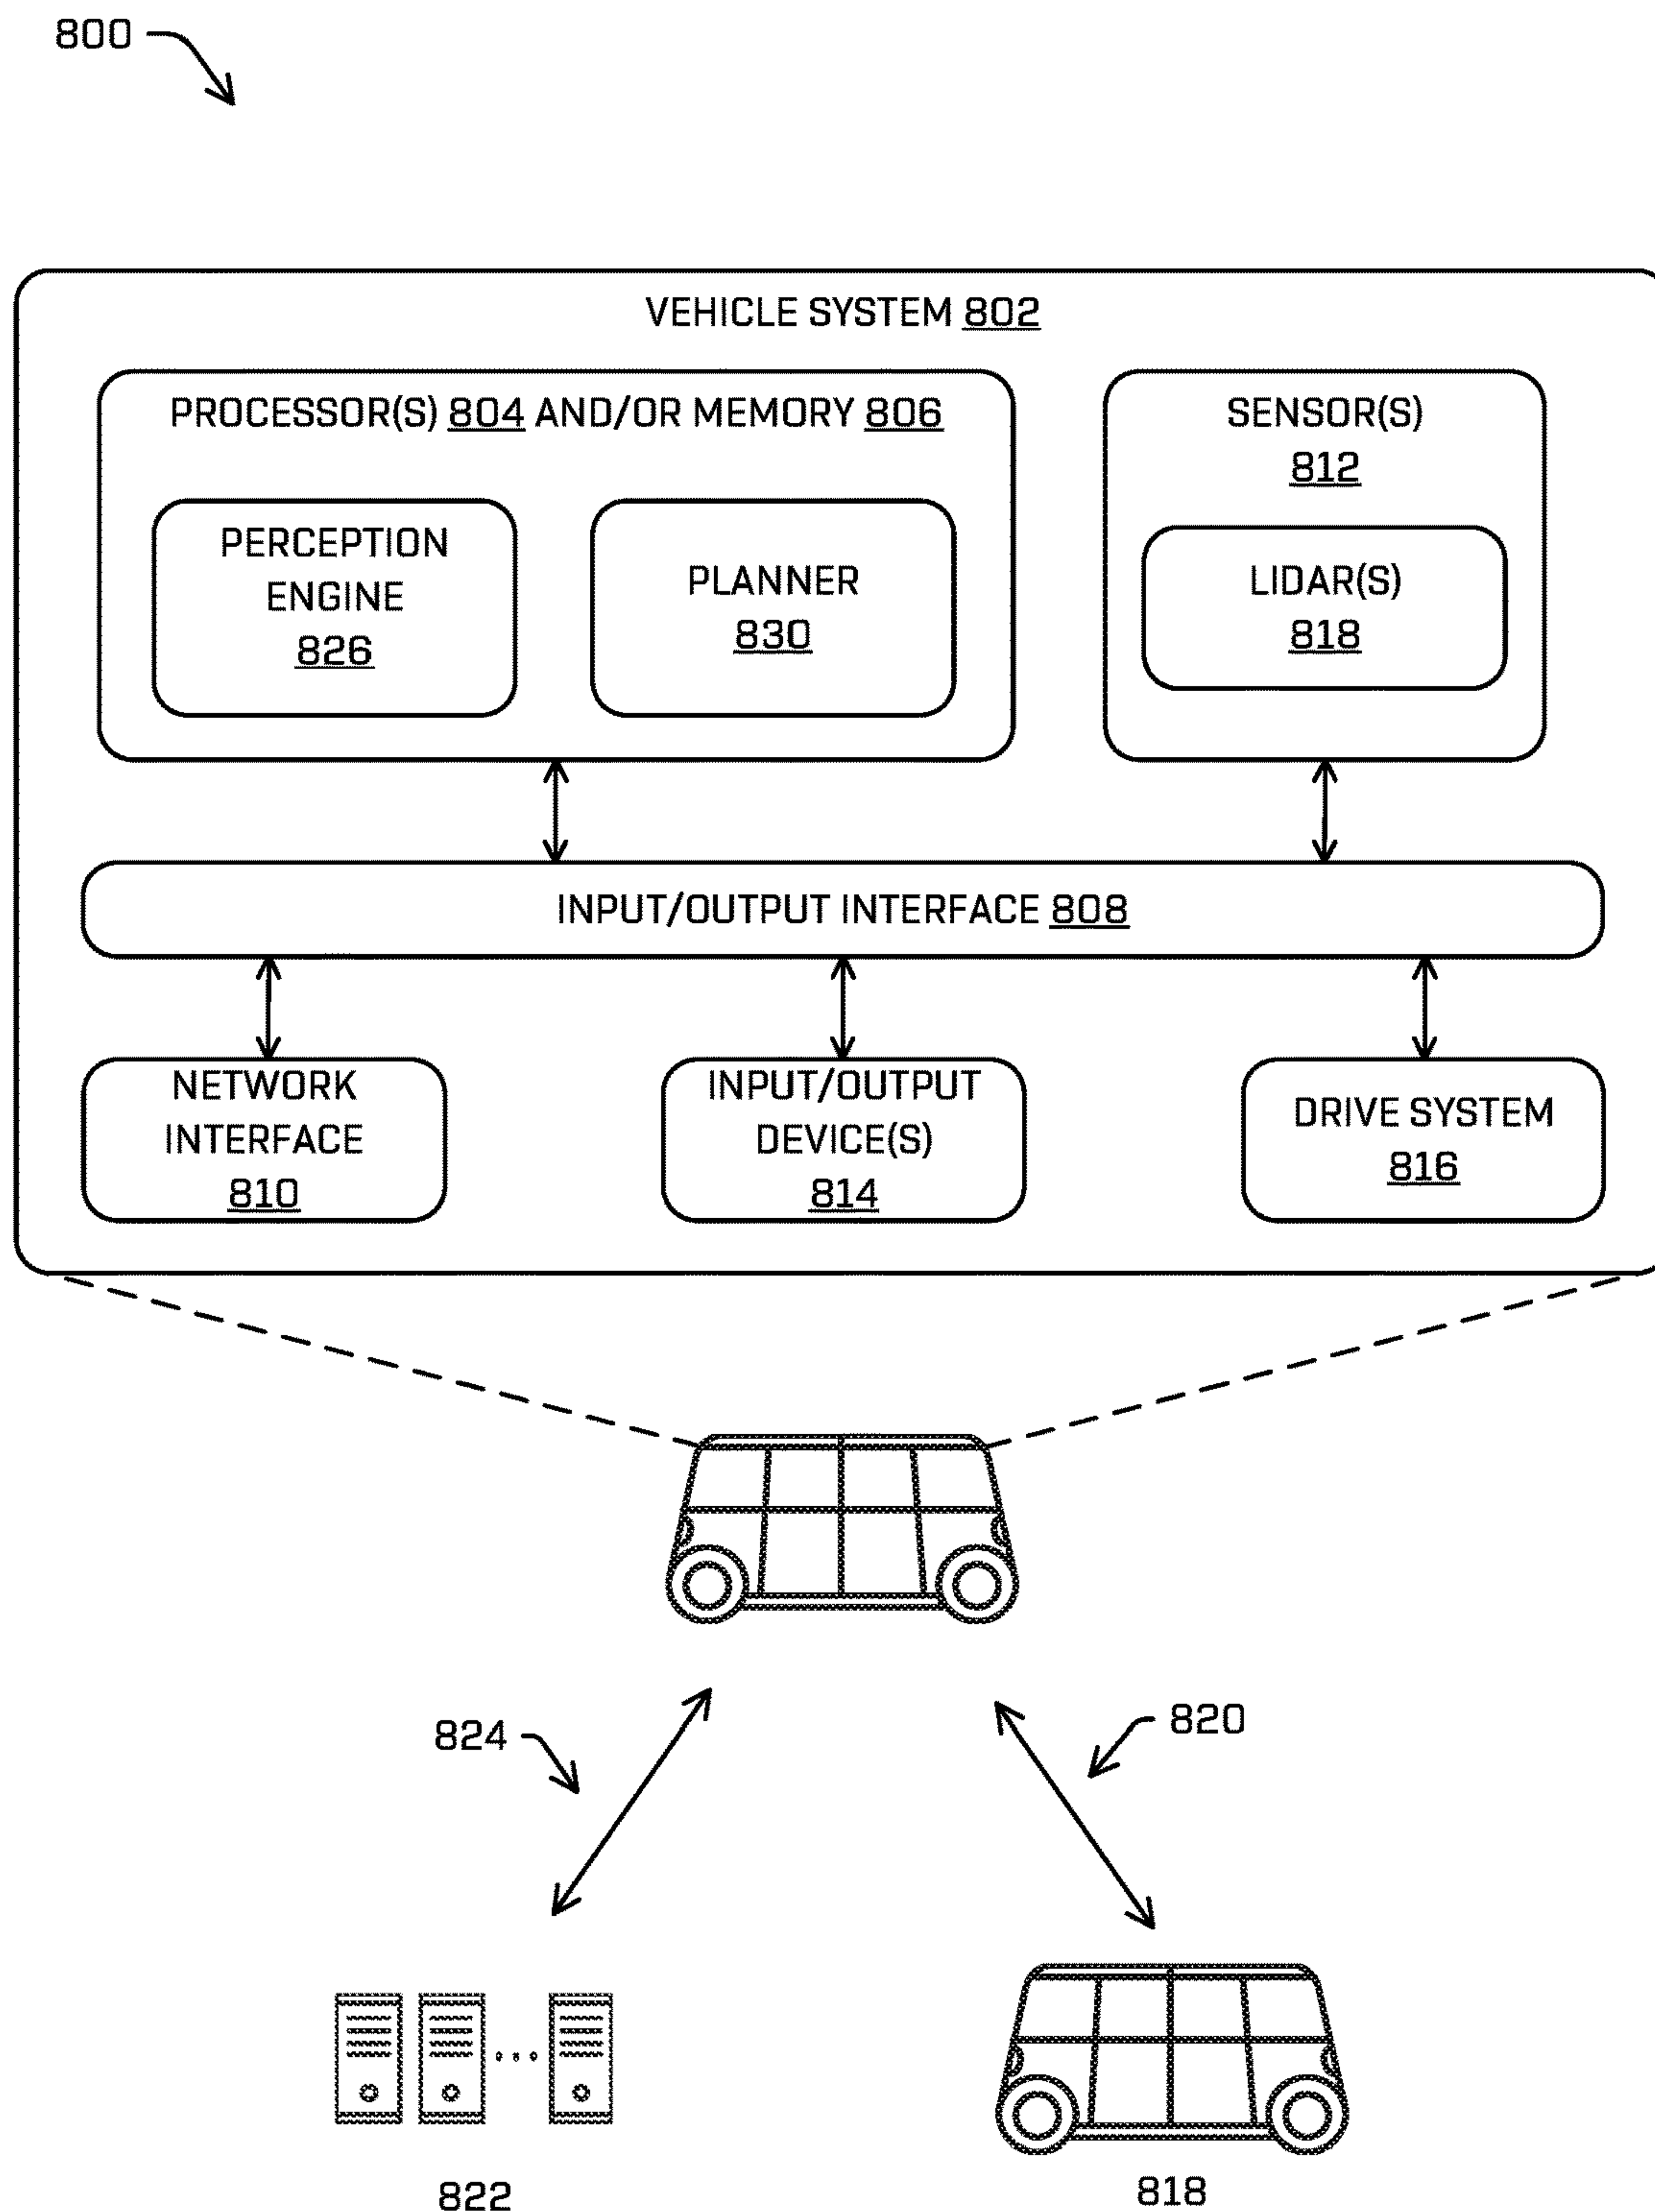 800
VEHICLE SYSTEM 802
PROCESSOR(S) 804 AND/OR MEMORY 806
PERCEPTION
ENGINE
826
PLANNER
830
SENSOR(S)
812
LIDAR(S)
818
INPUT/OUTPUT INTERFACE 808
NETWORK
INTERFACE
810
INPUT/OUTPUT
DEVICE(S)
814
DRIVE SYSTEM
816
824
820
822
818